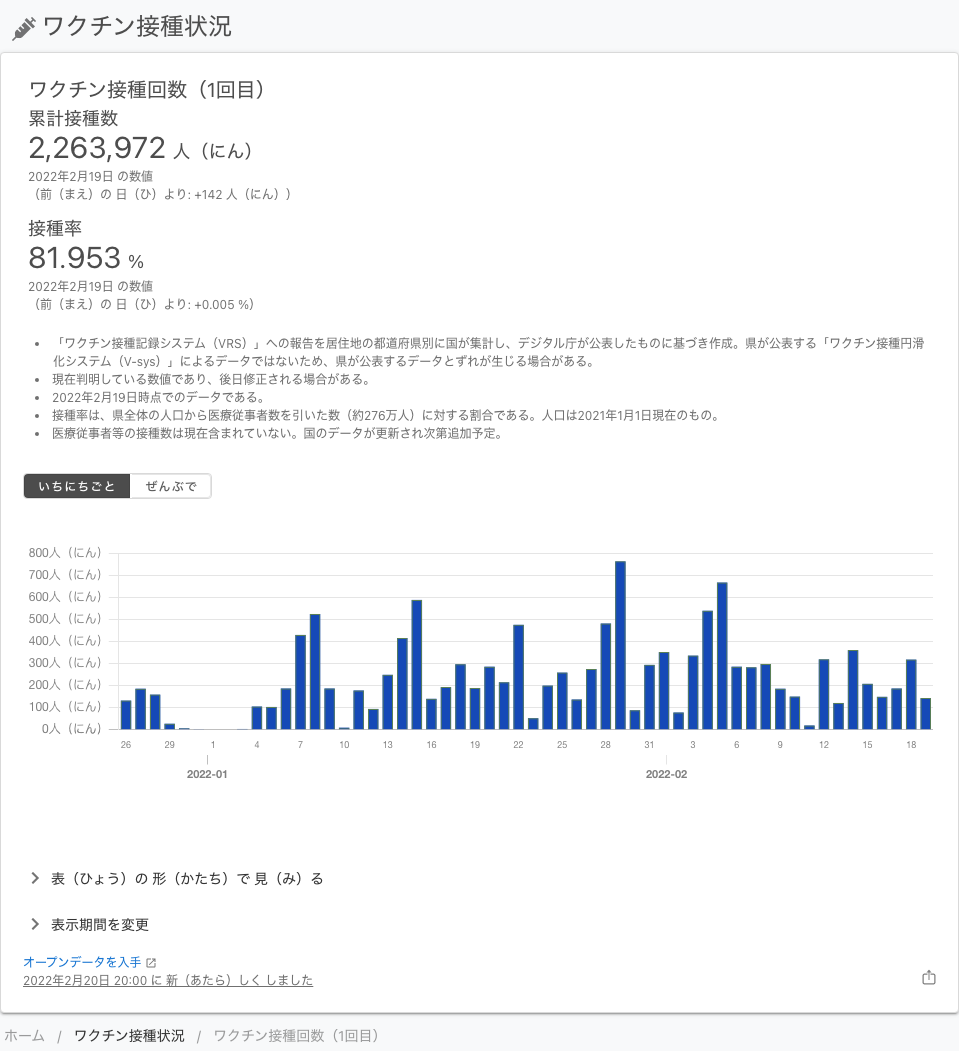 ワクチン接種状況
ワクチン接種回数（1回目）
累計接種数
2,263,972 人（にん）
2022年2月19日 の数値
（前（まえ）の 日（ひ）より: +142 人（にん））
接種率
81.953 %
2022年2月19日 の数値
（前（まえ）の 日（ひ）より: +0.005 %）
「ワクチン接種記録システム（VRS）」への報告を居住地の都道府県別に国が集計し、デジタル庁が公表したものに基づき作成。県が公表する「ワクチン接種円滑
化システム（V-sys）」によるデータではないため、県が公表するデータとずれが生じる場合がある。
現在判明している数値であり、後日修正される場合がある。
2022年2月19日時点でのデータである。
接種率は、県全体の人口から医療従事者数を引いた数（約276万人）に対する割合である。人口は2021年1月1日現在のもの。
医療従事者等の接種数は現在含まれていない。国のデータが更新され次第追加予定。
いちにちごと ぜんぶで
800人（にん）
700人（にん）
600人（にん）
500人（にん）
400人（にん）
300人（にん）
200人（にん）
100人（にん）
0人（にん）
26 29 1 4 7 10 13 16 19 22 25 28 31 3 6 9 12 15 18
2022-01 2022-02
表（ひょう）の 形（かたち）で 見（み）る
表示期間を変更
オープンデータを入手
2022年2月20日 20:00 に 新（あたら）しく しました
ホーム / ワクチン接種状況 / ワクチン接種回数（1回目）